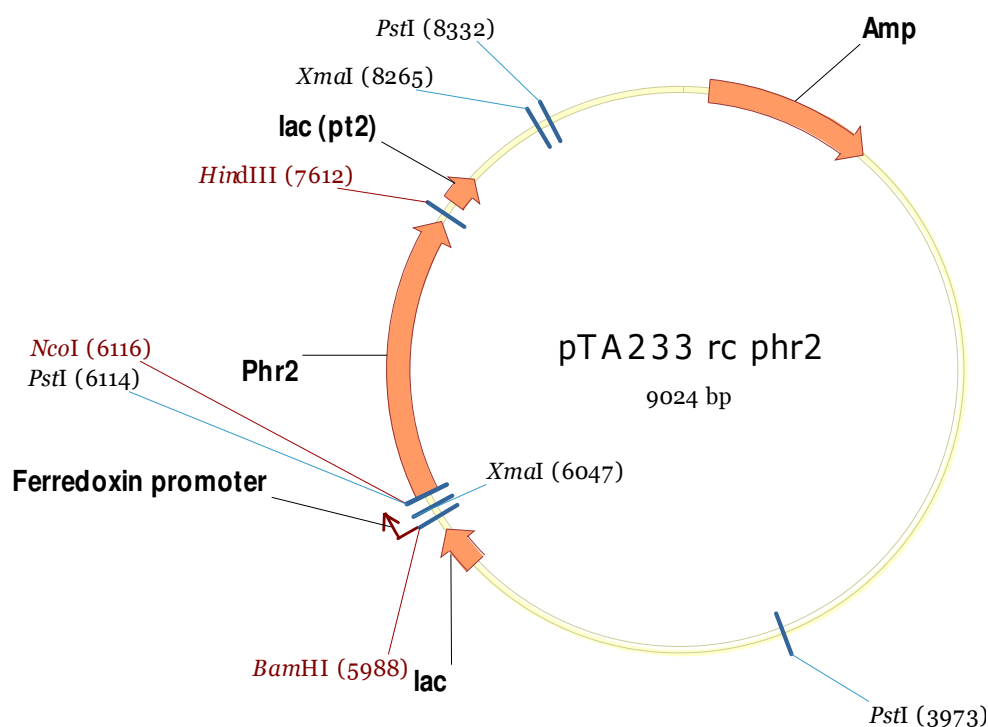 PstI (8332)
Amp
XmaI (8265)
lac (pt2)
HindIII (7612)
NcoI (6116)
PstI (6114)
Phr2
pTA233 rc phr2
9024 bp
Ferredoxin promoter
XmaI (6047)
BamHI (5988)
lac
PstI (3973)